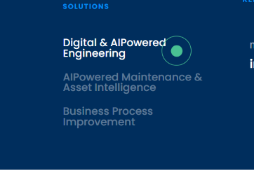 SOLUTIONS
Digital & AIPowered
Engineering
AIPowered Maintenance &
Asset Intelligence
Business Process
Improvement